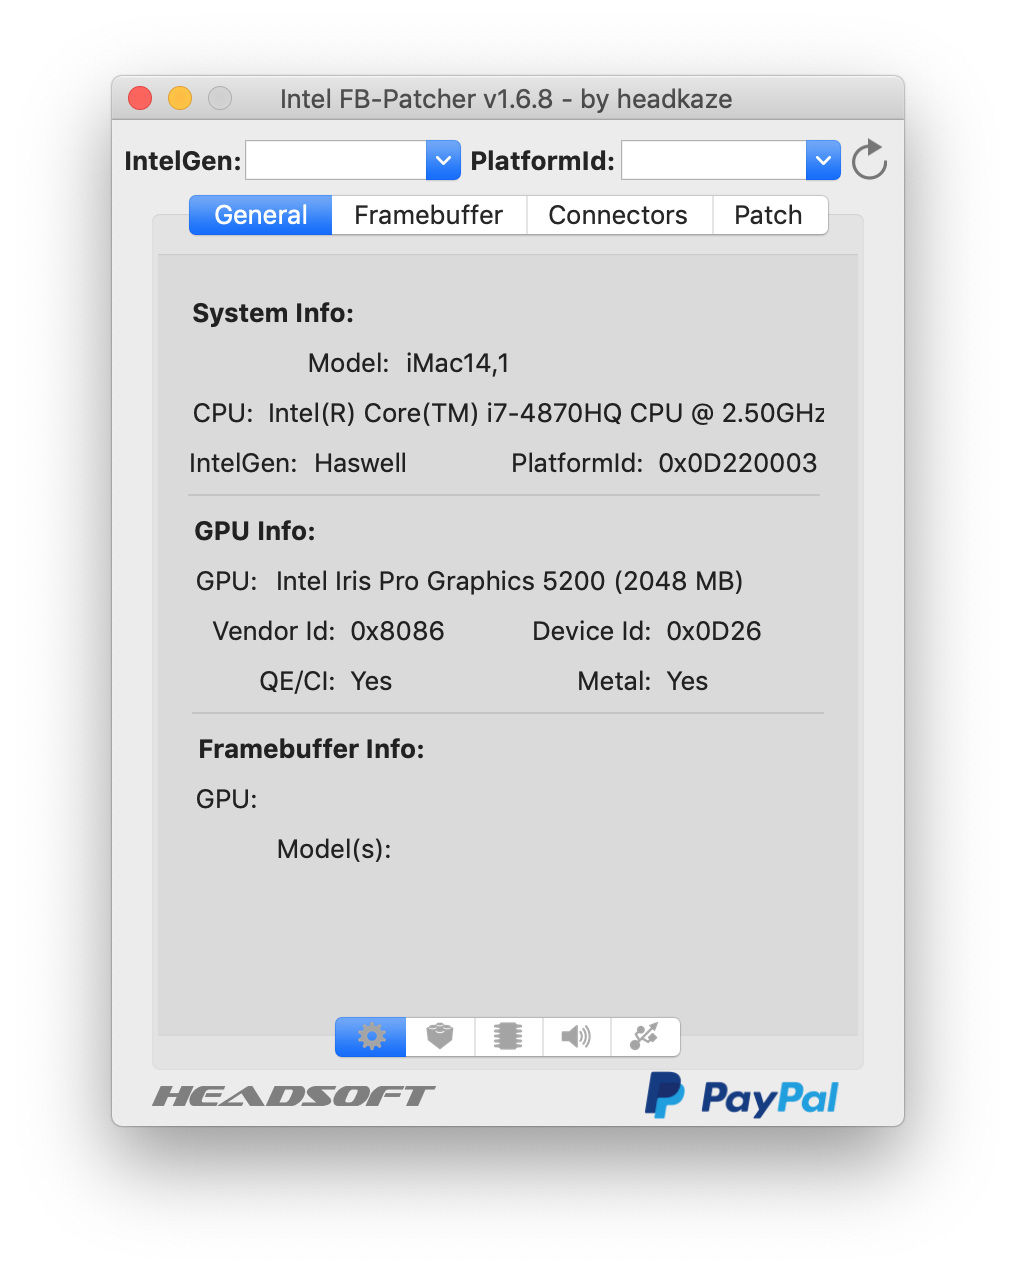 Intel FB-Patcher v1.6.8 - by headkaze
IntelGen: PlatformId:
General Framebuffer Connectors Patch
System Info:
Model: iMac14,1
CPU: Intel(R) Core(TM) i7-4870HQ CPU @ 2.50GHz
IntelGen: Haswell PlatformId: 0x0D220003
GPU Info:
GPU: Intel Iris Pro Graphics 5200 (2048 MB)
Vendor Id: 0x8086 Device Id: 0x0D26
QE/CI: Yes Metal: Yes
Framebuffer Info:
GPU:
Model(s):
HEADSOFT PayPal